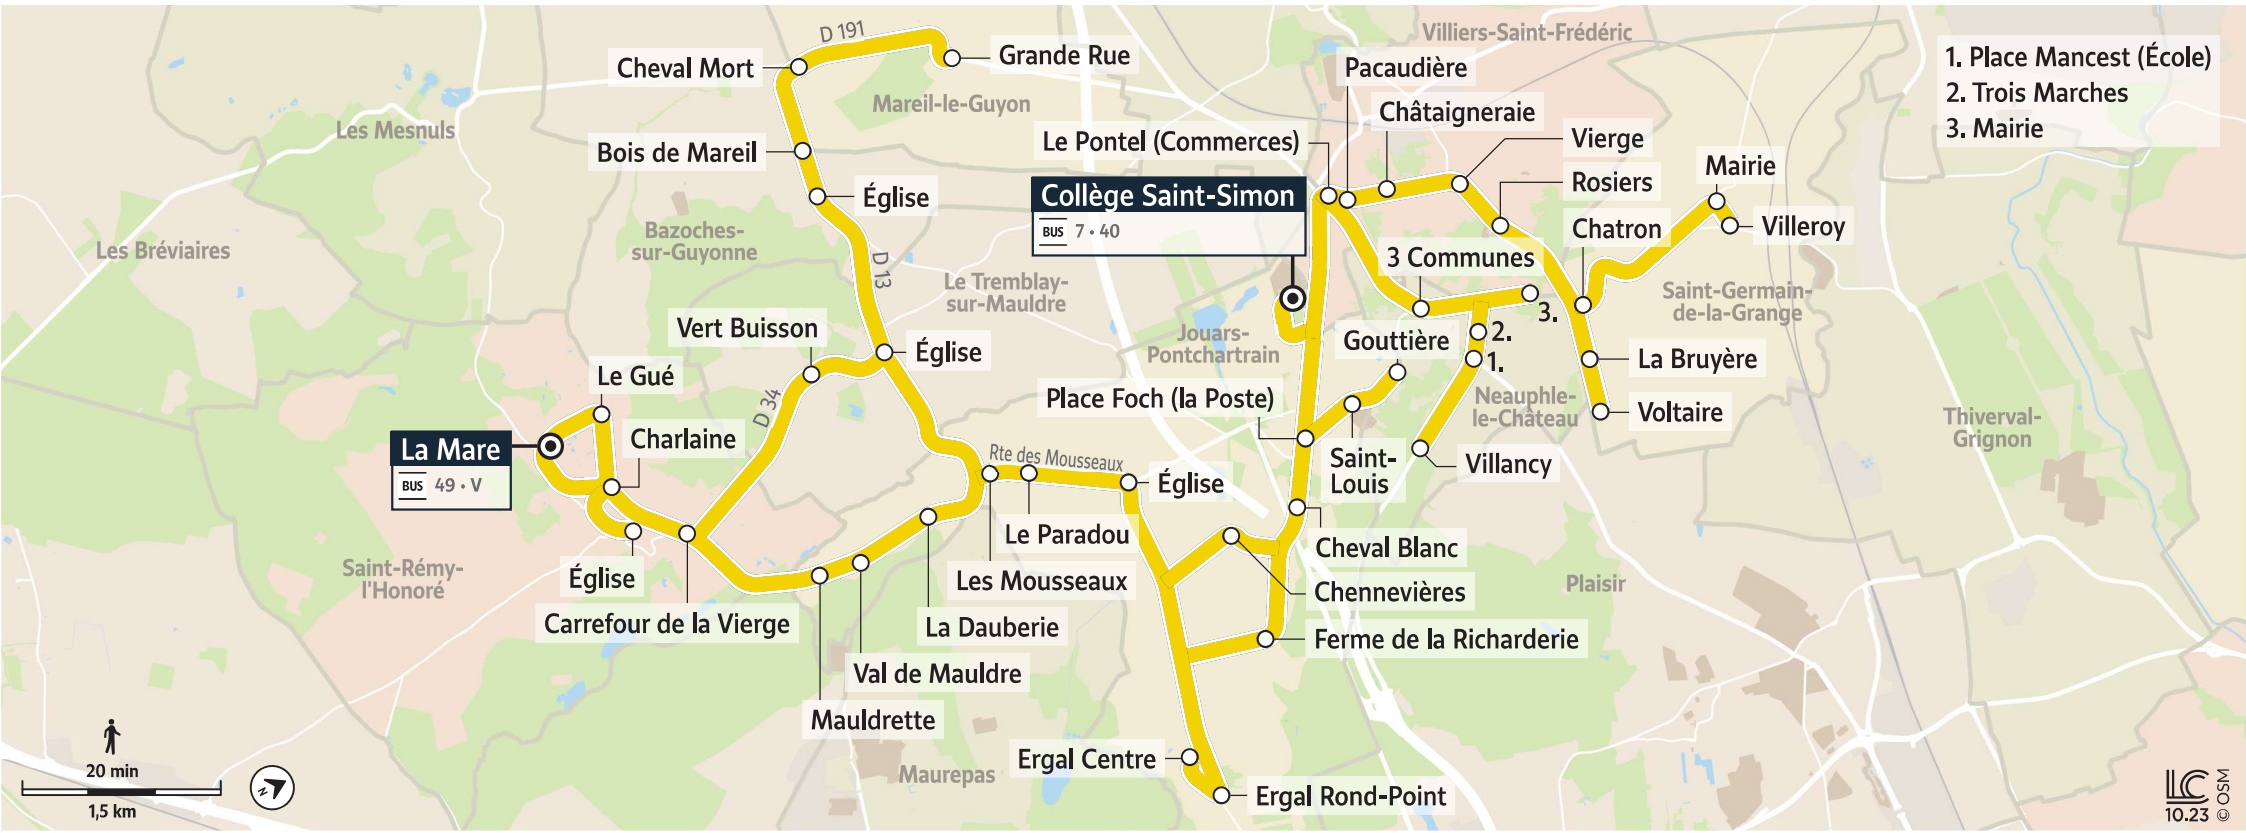 D 191
Grande Rue
Cheval Mort
Mareil-le-Guyon
Les Mesnuls
Bois de Mareil
Église
Bazoches-
sur-Guyonne
Les Bréviaires
D 13
Le Tremblay-
sur-Mauldre
Vert Buisson
Église
Le Gué
D 34
Charlaine
La Mare
BUS 49 • V
Saint-Rémy-
l'Honoré
Église
Carrefour de la Vierge
Mauldrette
Val de Mauldre
La Dauberie
Les Mousseaux
Le Paradou
Rte des Mousseaux
Église
Maurepas
Ergal Centre
Ergal Rond-Point
Ferme de la Richarderie
Chennevières
Cheval Blanc
Place Foch (la Poste)
Saint-
Louis
Gouttière
Jouars-
Pontchartrain
Collège Saint-Simon
BUS 7 • 40
Le Pontel (Commerces)
Pacaudière
Châtaigneraie
Villiers-Saint-Frédéric
Vierge
Rosiers
Chatron
Mairie
Villeroy
3 Communes
3.
2.
1.
Villancy
Neauphle-
le-Château
La Bruyère
Voltaire
Saint-Germain-
de-la-Grange
Thiverval-
Grignon
Plaisir
1. Place Mancest (École)
2. Trois Marches
3. Mairie
20 min
1,5 km
N
LC
10.23
© OSM